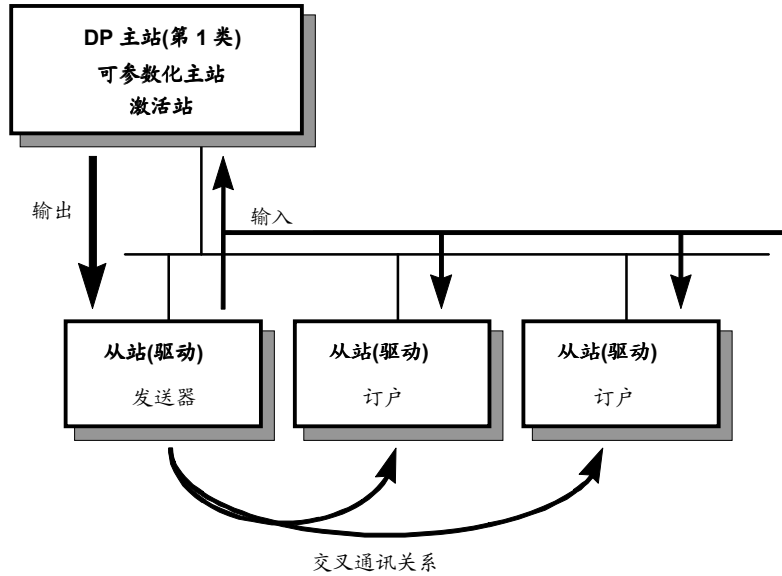 DP 主站(第 1 类)
可参数化主站
激活站
输出
输入
从站(驱动)
发送器
从站(驱动)
订户
从站(驱动)
订户
交叉通讯关系